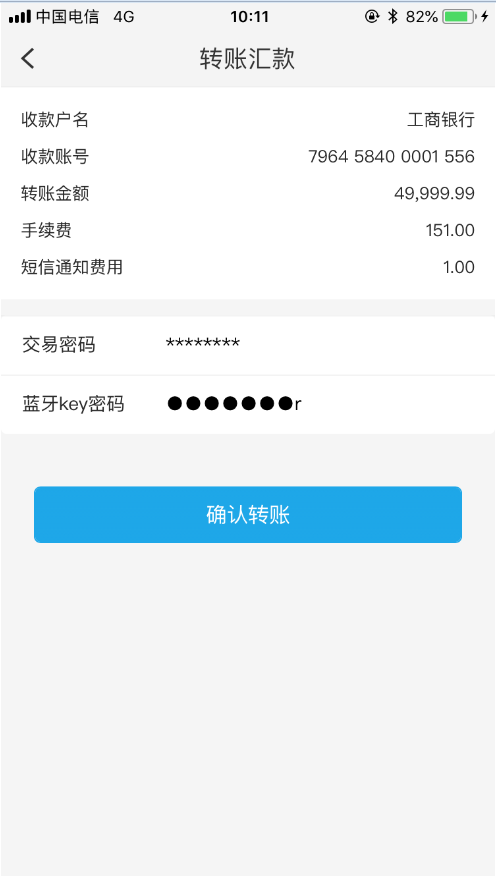 中国电信 4G 10:11 82%
转账汇款
收款户名 工商银行
收款账号 7964 5840 0001 556
转账金额 49,999.99
手续费 151.00
短信通知费用 1.00
交易密码 ********
蓝牙key密码 ●●●●●●●r
确认转账